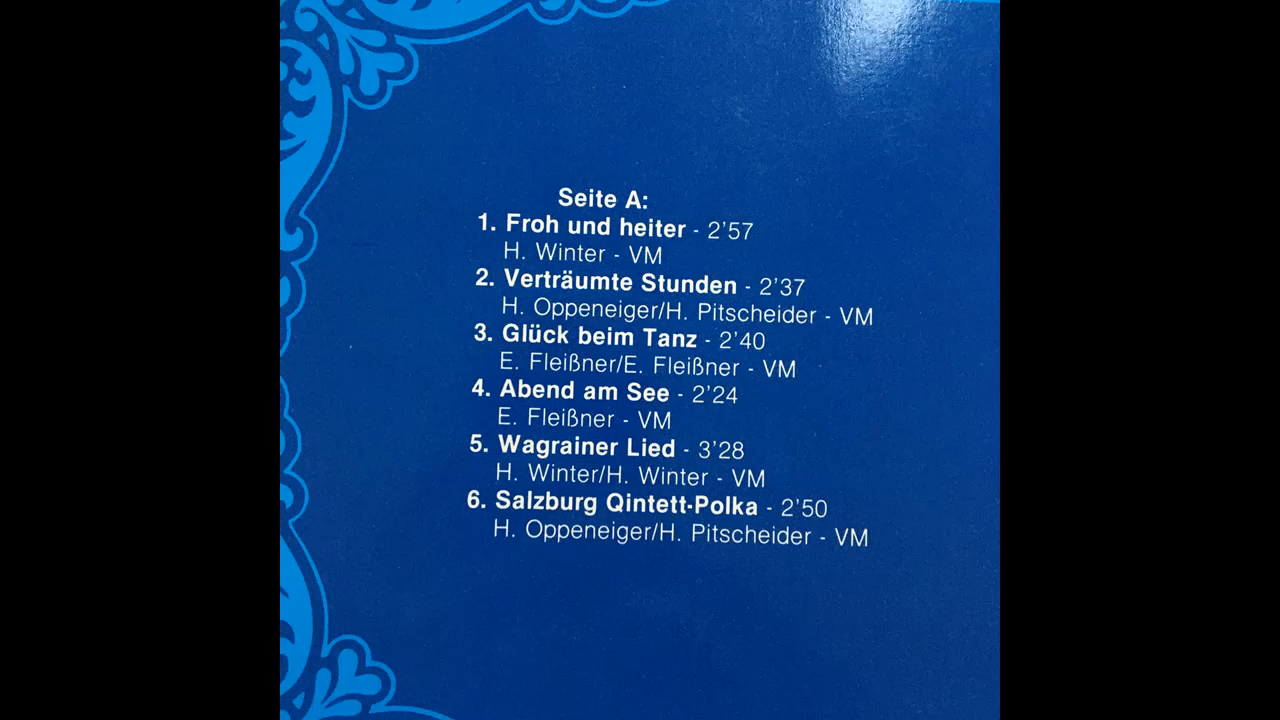 Seite A:
1. Froh und heiter - 2'57
H. Winter - VM
2. Verträumte Stunden - 2'37
H. Oppeneiger/H. Pitscheider - VM
3. Glück beim Tanz - 2'40
E. Fleißner/E. Fleißner - VM
4. Abend am See - 2'24
E. Fleißner - VM
5. Wagrainer Lied - 3'28
H. Winter/H. Winter - VM
6. Salzburg Qintett-Polka - 2'50
H. Oppeneiger/H. Pitscheider - VM